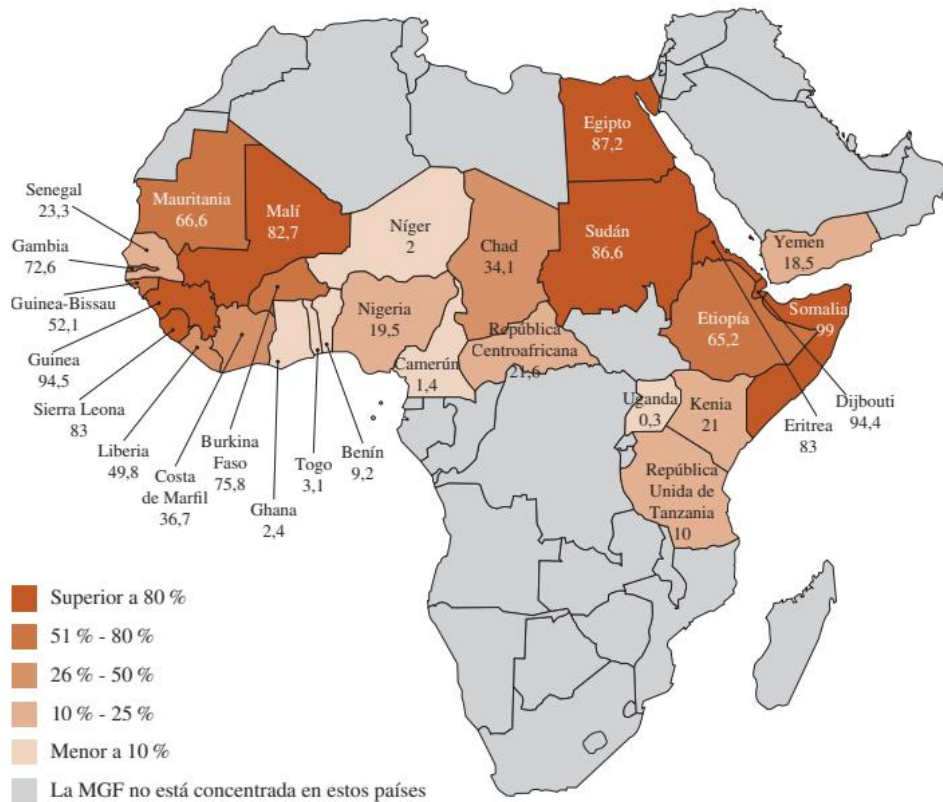 Egipto
87,2
Senegal
23,3
Mauritania
66,6
Malí
82,7
Níger
2
Chad
34,1
Sudán
86,6
Yemen
18,5
Gambia
72,6
Guinea-Bissau
52,1
Nigeria
19,5
República
Centroafricana
21,6
Etiopía
65,2
Somalia
99
Guinea
94,5
Camerún
1,4
Uganda
0,3
Kenia
21
Djibouti
94,4
Eritrea
83
Sierra Leona
83
Liberia
49,8
Costa
de Marfil
36,7
Burkina
Faso
75,8
Ghana
2,4
Togo
3,1
Benín
9,2
República
Unida de
Tanzania
10
Superior a 80 %
51 % - 80 %
26 % - 50 %
10 % - 25 %
Menor a 10 %
La MGF no está concentrada en estos países